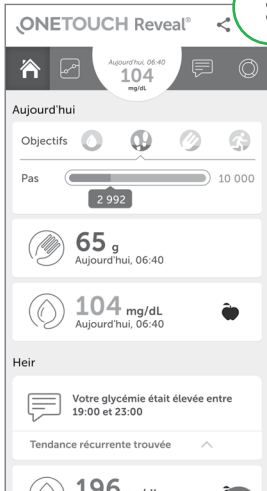 ONETOUCH Reveal®
Aujourd'hui, 06:40
104
mg/dL
Aujourd'hui
Objectifs
Pas 10 000
2 992
65 g
Aujourd'hui, 06:40
104 mg/dL
Aujourd'hui, 06:40
Heir
Votre glycémie était élevée entre
19:00 et 23:00
Tendance récurrente trouvée
196